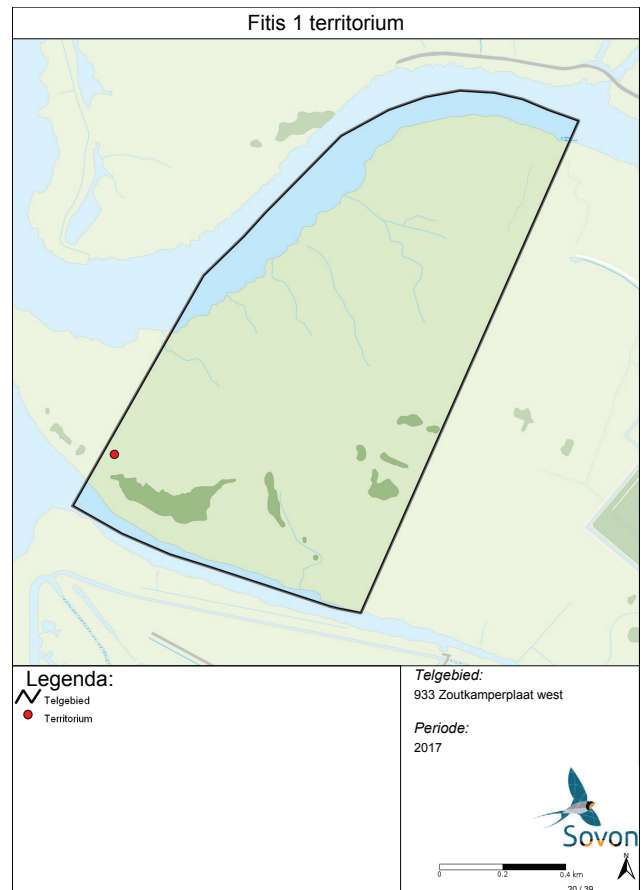 Fitis 1 territorium
Legenda:
Telgebied
Territorium
Telgebied:
933 Zoutkamperplaat west
Periode:
2017
Sovon
N
0 0.2 0.4 km
20 / 39